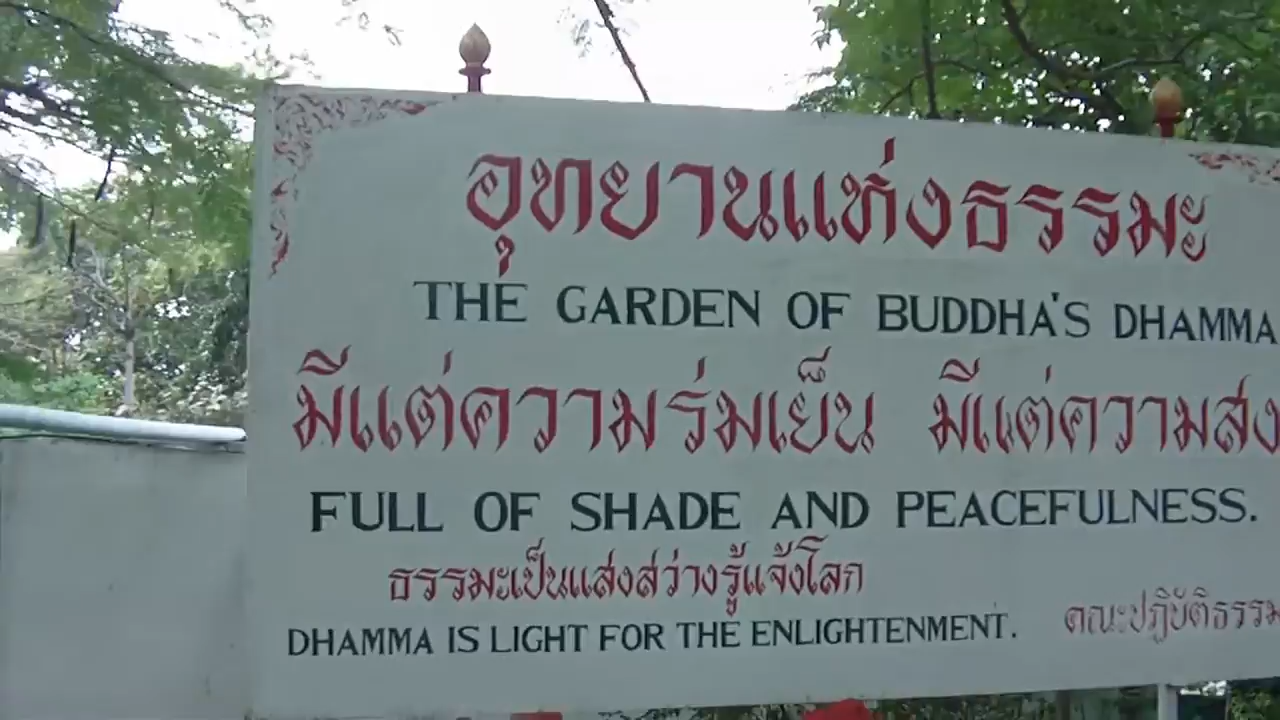 อุทยานแห่งธรรมะ
THE GARDEN OF BUDDHA'S DHAMMA
มีแต่ความร่มเย็น มีแต่ความสง
FULL OF SHADE AND PEACEFULNESS.
ธรรมะเป็นแสงสว่างรู้แจ้งโลก
DHAMMA IS LIGHT FOR THE ENLIGHTENMENT.
คณะปฏิบัติธรรม